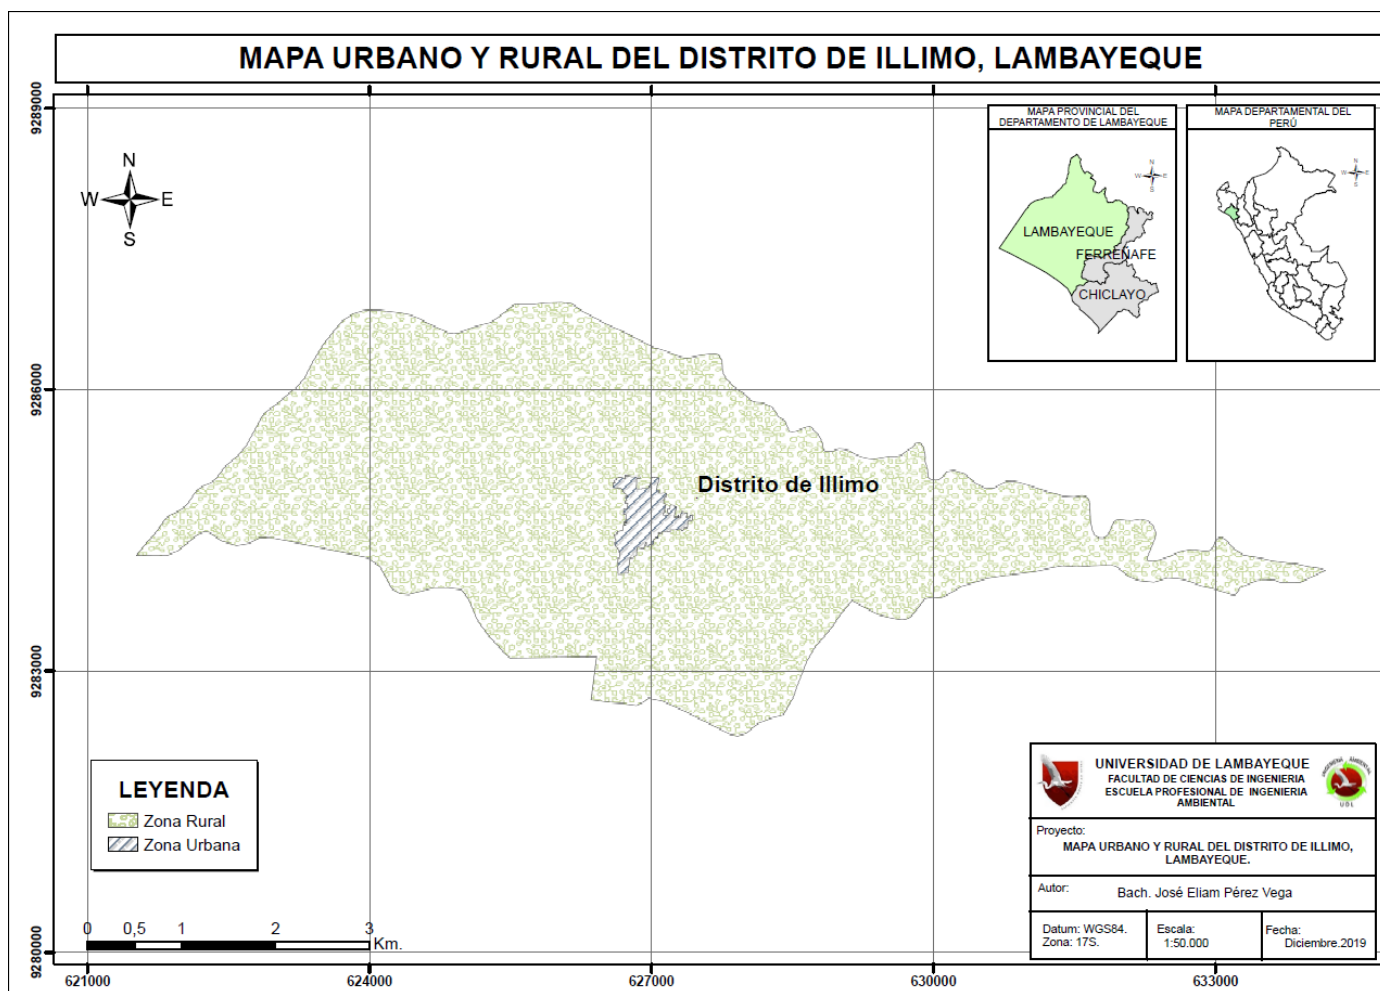 MAPA URBANO Y RURAL DEL DISTRITO DE ILLIMO, LAMBAYEQUE
9289000
9286000
9283000
9280000
N
W
E
S
MAPA PROVINCIAL DEL
DEPARTAMENTO DE LAMBAYEQUE
N
W
E
S
LAMBAYEQUE
FERREÑAFE
CHICLAYO
MAPA DEPARTAMENTAL DEL
PERÚ
N
W
E
S
Distrito de Illimo
LEYENDA
Zona Rural
Zona Urbana
0 0,5 1 2 3
Km.
UNIVERSIDAD DE LAMBAYEQUE
FACULTAD DE CIENCIAS DE INGENIERIA
ESCUELA PROFESIONAL DE INGENIERIA
AMBIENTAL
INGENIERÍA AMBIENTAL
UDL
Proyecto:
MAPA URBANO Y RURAL DEL DISTRITO DE ILLIMO,
LAMBAYEQUE.
Autor: Bach. José Eliam Pérez Vega
Datum: WGS84.
Zona: 17S.
Escala:
1:50.000
Fecha:
Diciembre.2019
621000 624000 627000 630000 633000